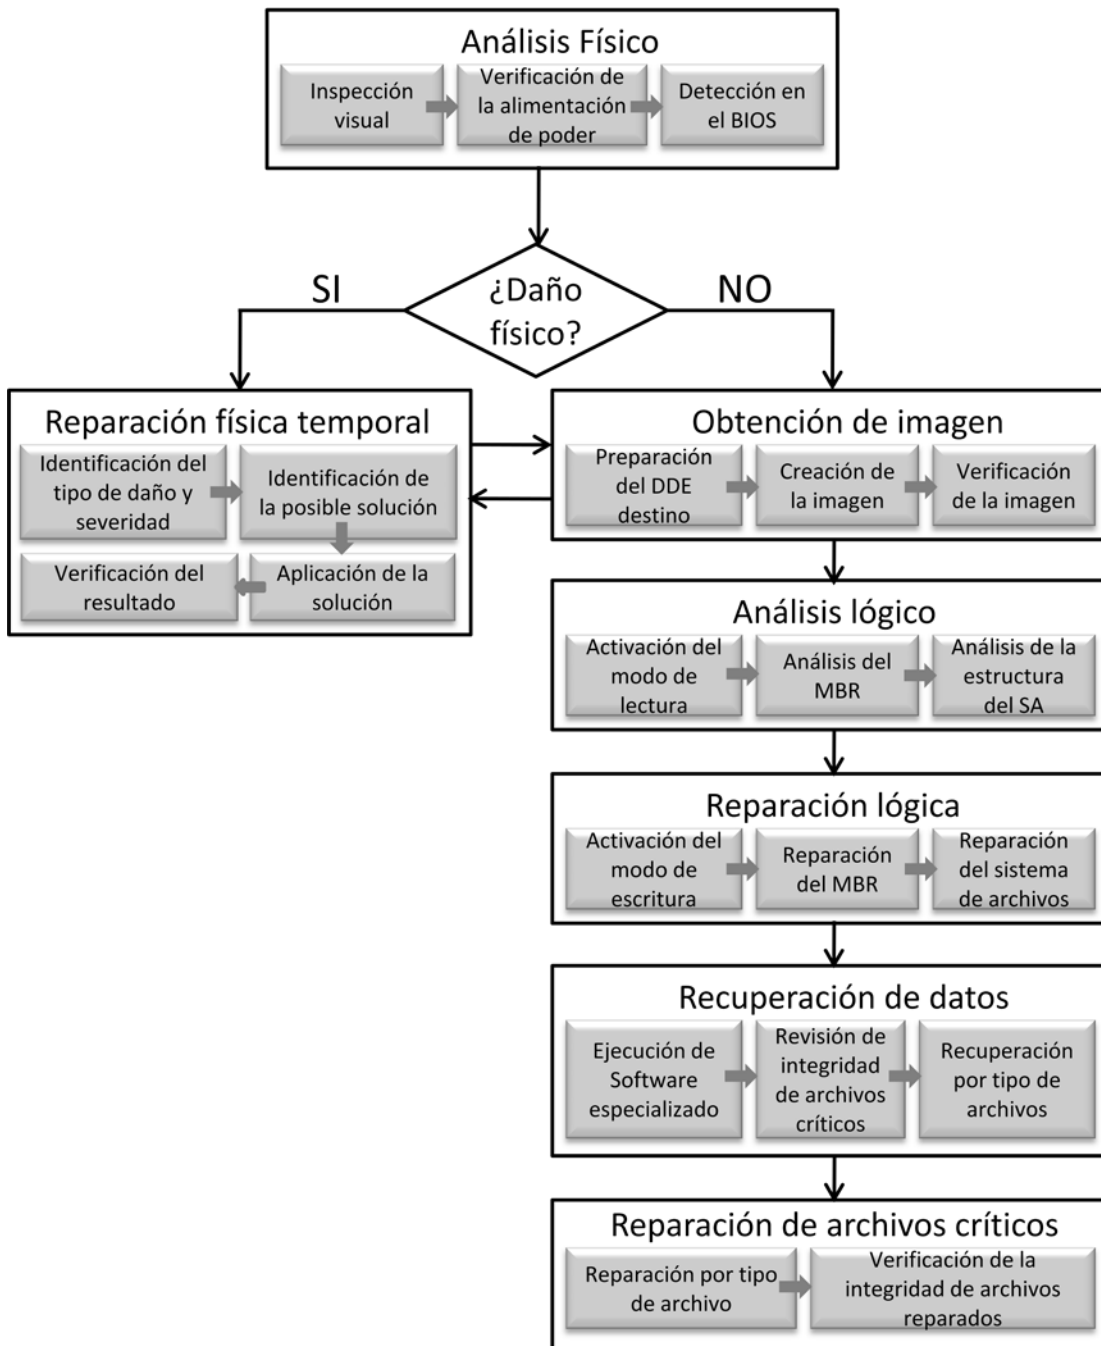 Análisis Físico
Inspección
visual
Verificación de
la alimentación
de poder
Detección en
el BIOS
¿Daño
físico?
SI
NO
Reparación física temporal
Identificación del
tipo de daño y
severidad
Identificación de
la posible solución
Verificación del
resultado
Aplicación de la
solución
Obtención de imagen
Preparación
del DDE
destino
Creación de
la imagen
Verificación
de la imagen
Análisis lógico
Activación del
modo de
lectura
Análisis del
MBR
Análisis de la
estructura
del SA
Reparación lógica
Activación del
modo de
escritura
Reparación
del MBR
Reparación
del sistema
de archivos
Recuperación de datos
Ejecución de
Software
especializado
Revisión de
integridad
de archivos
críticos
Recuperación
por tipo de
archivos
Reparación de archivos críticos
Reparación por tipo
de archivo
Verificación de la
integridad de archivos
reparados